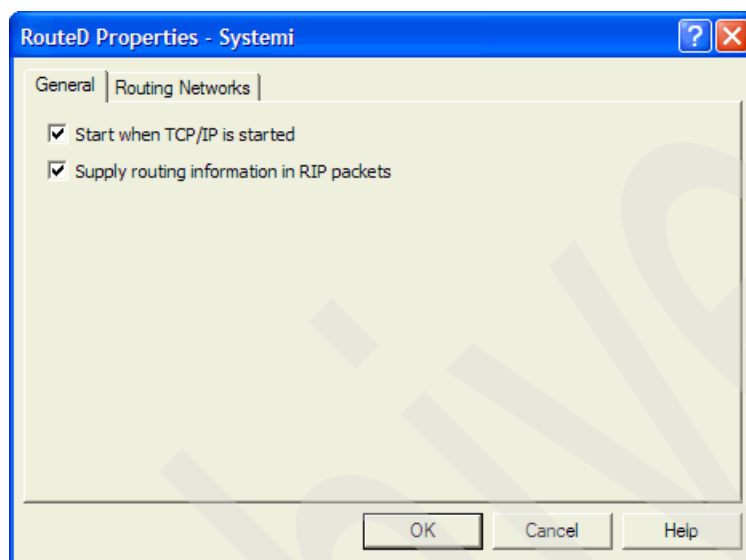 RouteD Properties - Systemi
General Routing Networks
Start when TCP/IP is started
Supply routing information in RIP packets
OK Cancel Help